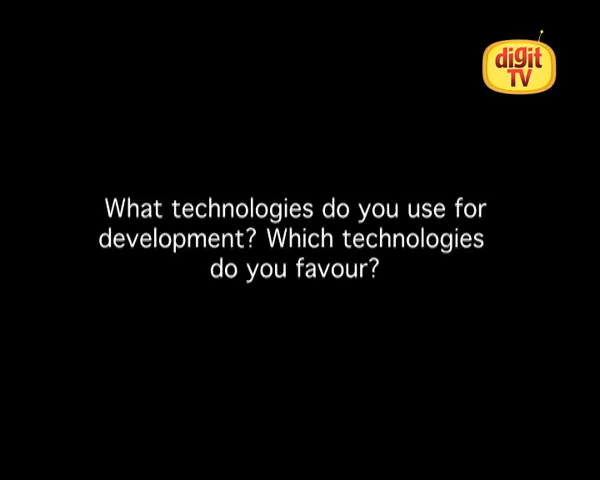 digit
TV
What technologies do you use for
development? Which technologies
do you favour?